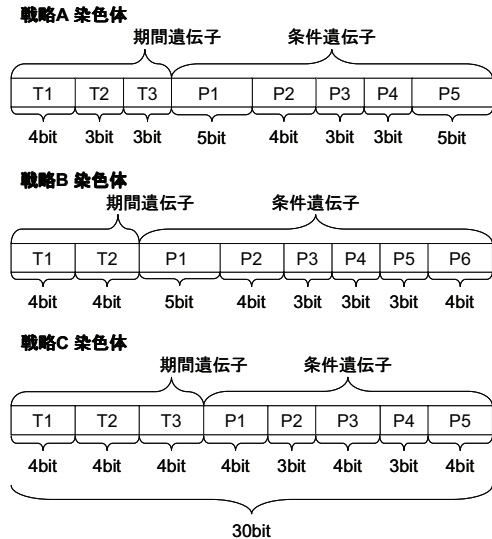 戦略A 染色体
期間遺伝子 条件遺伝子
T1 T2 T3 P1 P2 P3 P4 P5
4bit 3bit 3bit 5bit 4bit 3bit 3bit 5bit
戦略B 染色体
期間遺伝子 条件遺伝子
T1 T2 P1 P2 P3 P4 P5 P6
4bit 4bit 5bit 4bit 3bit 3bit 3bit 4bit
戦略C 染色体
期間遺伝子 条件遺伝子
T1 T2 T3 P1 P2 P3 P4 P5
4bit 4bit 4bit 4bit 3bit 4bit 3bit 4bit
30bit